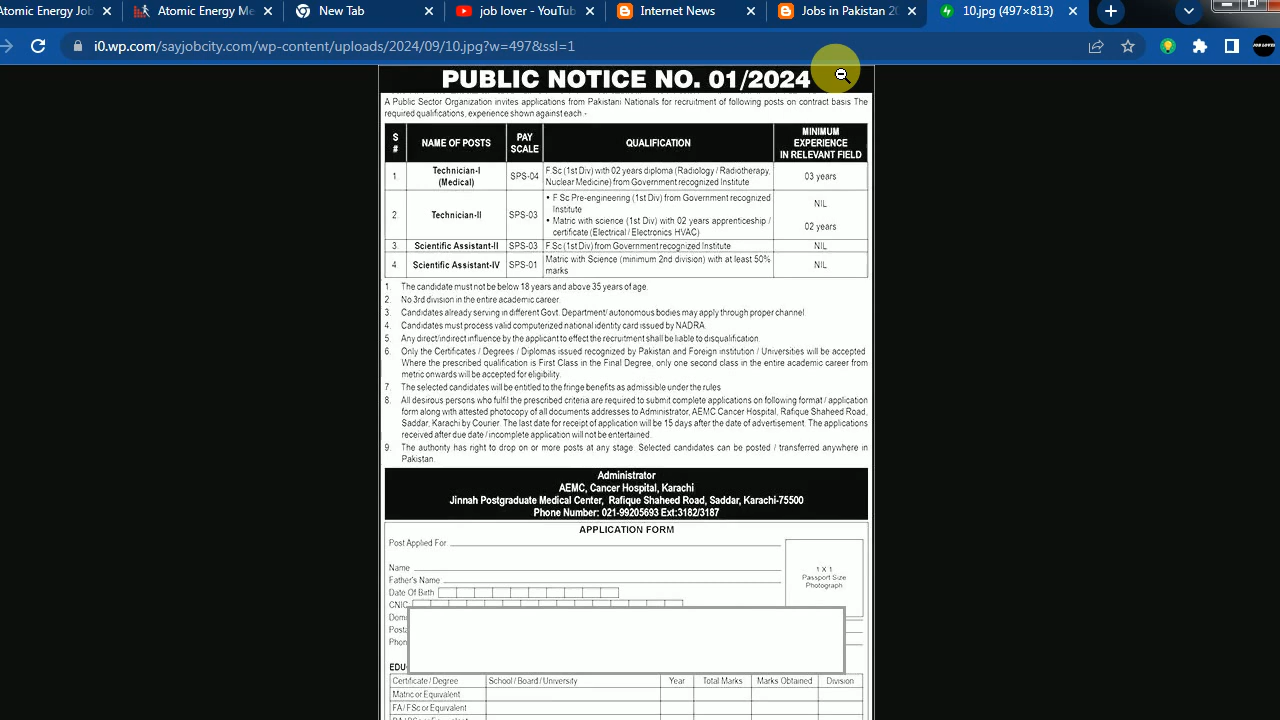 tomic Energy Jo
Atomic Energy Me
New Tab
job lover - YouTu
Internet News
Jobs in Pakistan 20
10.jpg (497×813)
i0.wp.com/sayjobcity.com/wp-content/uploads/2024/09/10.jpg?w=497&ssl=1
PUBLIC NOTICE NO. 01/2024
A Public Sector Organization invites applications from Pakistani Nationals for recruitment of following posts on contract basis The
required qualifications, experience shown against each -
S # NAME OF POSTS PAY SCALE QUALIFICATION MINIMUM EXPERIENCE IN RELEVANT FIELD
1. Technician-I (Medical) SPS-04 F.Sc (1st Div) with 02 years diploma (Radiology / Radiotherapy, Nuclear Medicine) from Government recognized Institute 03 years
2. Technician-II SPS-03 • F Sc Pre-engineering (1st Div) from Government recognized Institute NIL
• Matric with science (1st Div) with 02 years apprenticeship / certificate (Electrical / Electronics HVAC) 02 years
3 Scientific Assistant-II SPS-03 F.Sc (1st Div) from Government recognized Institute NIL
4 Scientific Assistant-IV SPS-01 Matric with Science (minimum 2nd division) with at least 50% marks NIL
1. The candidate must not be below 18 years and above 35 years of age.
2. No 3rd division in the entire academic career.
3. Candidates already serving in different Govt. Department/ autonomous bodies may apply through proper channel
4. Candidates must process valid computerized national identity card issued by NADRA.
5 Any direct/indirect influence by the applicant to effect the recruitment shall be liable to disqualification.
6. Only the Certificates / Degrees / Diplomas issued recognized by Pakistan and Foreign institution / Universities will be accepted
Where the prescribed qualification is First Class in the Final Degree, only one second class in the entire academic career from
metric onwards will be accepted for eligibility.
7. The selected candidates will be entitled to the fringe benefits as admissible under the rules
8. All desirous persons who fulfil the prescribed criteria are required to submit complete applications on following format / application
form along with attested photocopy of all documents addresses to Administrator, AEMC Cancer Hospital, Rafique Shaheed Road,
Saddar, Karachi by Courier. The last date for receipt of application will be 15 days after the date of advertisement. The applications
received after due date / incomplete application will not be entertained.
9. The authority has right to drop on or more posts at any stage. Selected candidates can be posted / transferred anywhere in
Pakistan.
Administrator
AEMC, Cancer Hospital, Karachi
Jinnah Postgraduate Medical Center, Rafique Shaheed Road, Saddar, Karachi-75500
Phone Number: 021-99205693 Ext:3182/3187
APPLICATION FORM
Post Applied For
Name
1 X 1
Passport Size
Photograph
Father's Name
Date Of Birth
CNIC
Domi
Posta
Phon
EDU
Certificate / Degree School / Board / University Year Total Marks Marks Obtained Division
Matric or Equivalent
FA / FSc or Equivalent